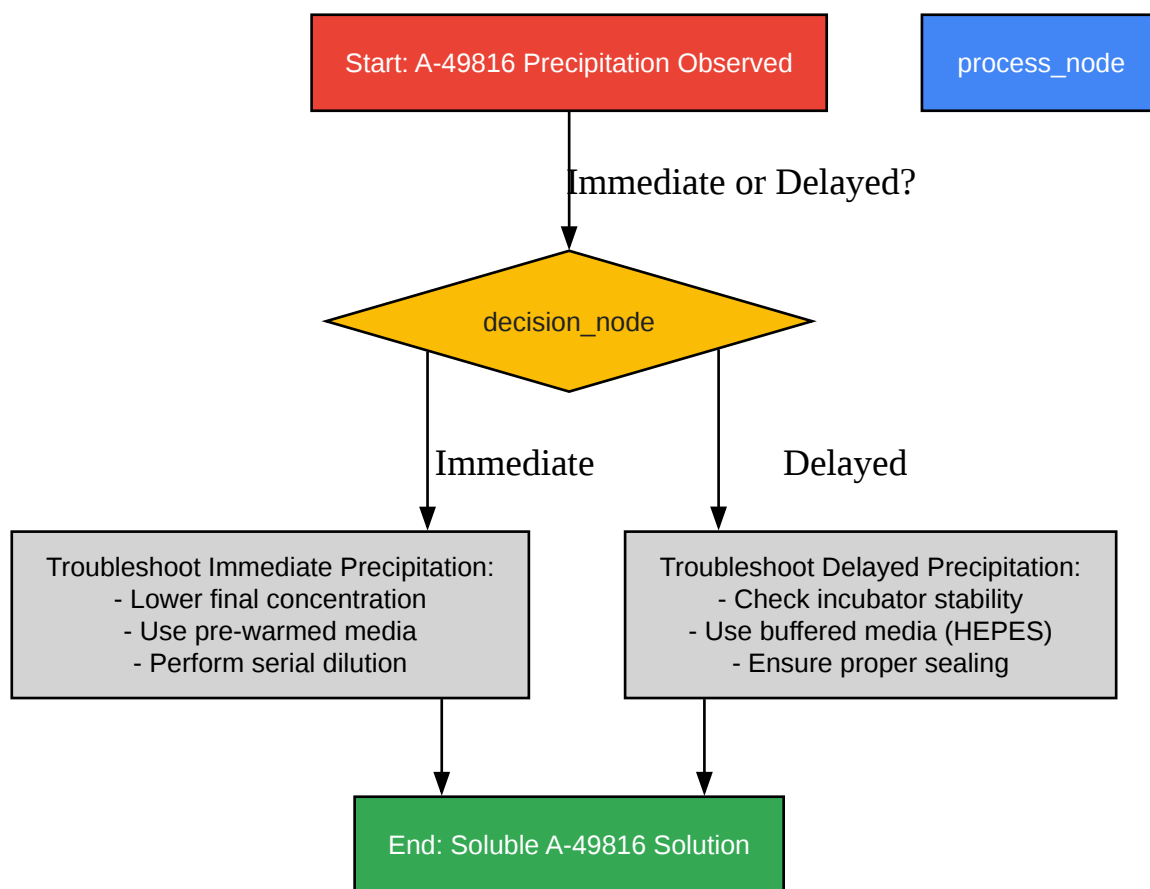 Start: A-49816 Precipitation Observed
process_node
Immediate or Delayed?
decision_node
Immediate
Delayed
Troubleshoot Immediate Precipitation:
- Lower final concentration
- Use pre-warmed media
- Perform serial dilution
Troubleshoot Delayed Precipitation:
- Check incubator stability
- Use buffered media (HEPES)
- Ensure proper sealing
End: Soluble A-49816 Solution